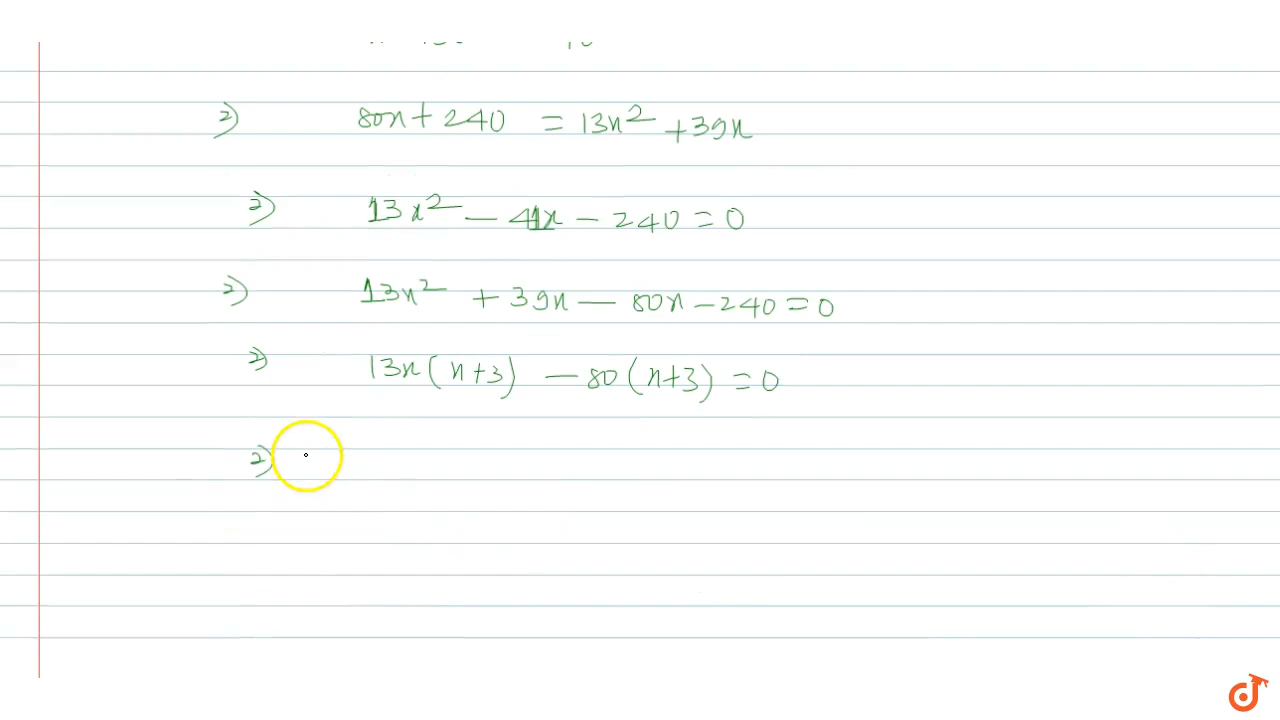 ⇒ 80x + 240 = 13x² + 39x
⇒ 13x² - 41x - 240 = 0
⇒ 13x² + 39x - 80x - 240 = 0
⇒ 13x(x+3) - 80(x+3) = 0
⇒